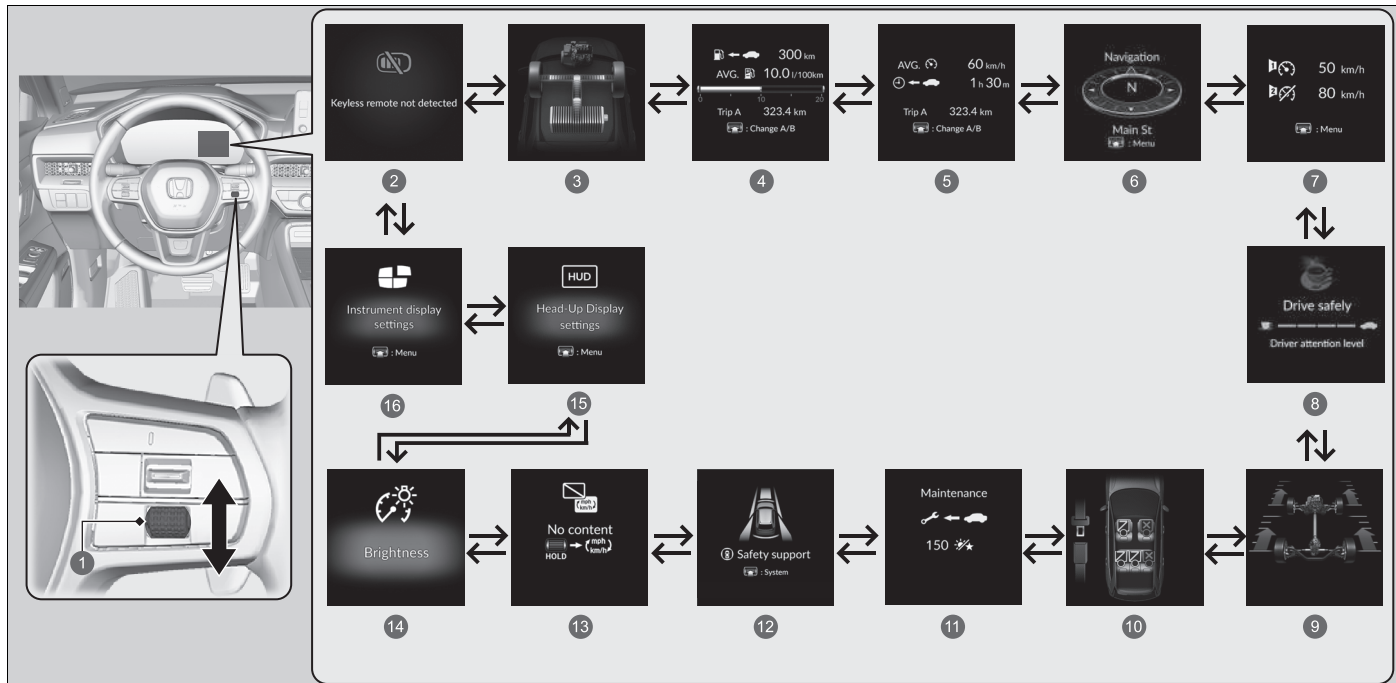 Keyless remote not detected
300 km
AVG. 10.0 l/100km
0 10 20
Trip A 323.4 km
: Change A/B
AVG. 60 km/h
1 h 30 m
Trip A 323.4 km
: Change A/B
Navigation
N
Main St
: Menu
1 50 km/h
2 80 km/h
: Menu
2
3
4
5
6
7
Instrument display
settings
: Menu
HUD
Head-Up Display
settings
: Menu
Drive safely
Driver attention level
16
15
8
1
Brightness
mph
km/h
No content
HOLD
mph
km/h
Safety support
: System
Maintenance
150
14
13
12
11
10
9